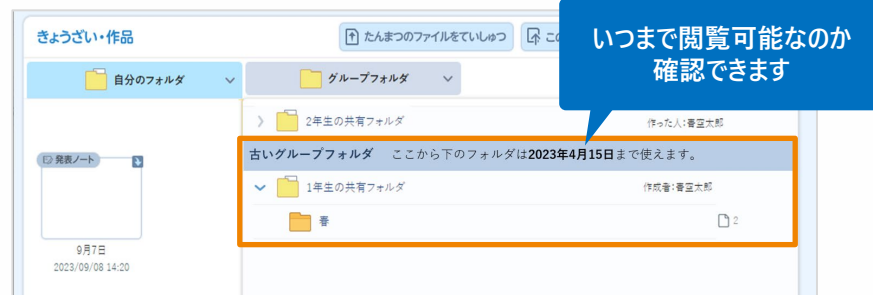 きょうざい・作品
たんまつのファイルをていしゅつ
いつまで閲覧可能なのか
確認できます
自分のフォルダ
グループフォルダ
2年生の共有フォルダ
作った人:春空太郎
古いグループフォルダ ここから下のフォルダは2023年4月15日まで使えます。
1年生の共有フォルダ
作成者:春空太郎
春
2
発表ノート
9月7日
2023/09/08 14:20